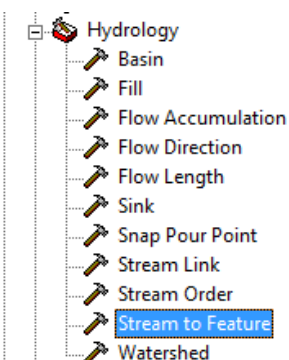 Hydrology
Basin
Fill
Flow Accumulation
Flow Direction
Flow Length
Sink
Snap Pour Point
Stream Link
Stream Order
Stream to Feature
Watershed